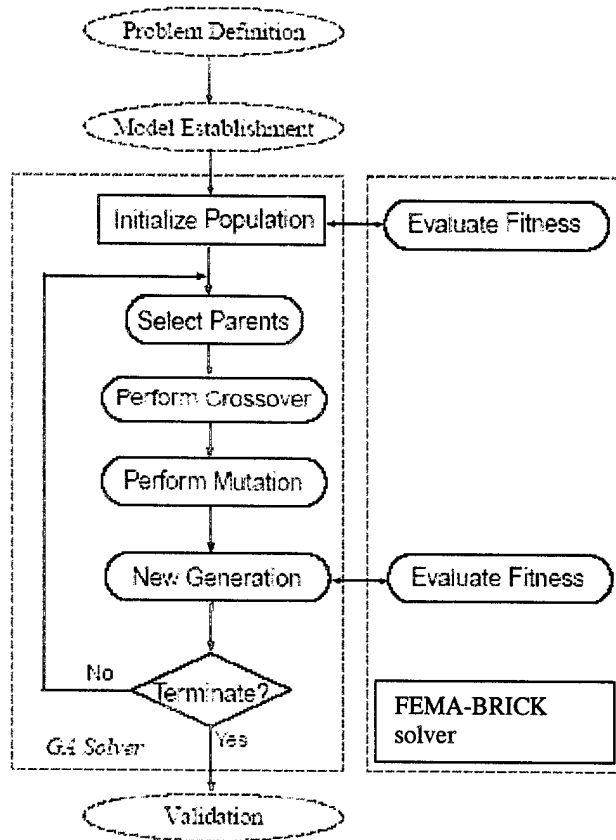 Problem Definition
Model Establishment
Initialize Population
Evaluate Fitness
Select Parents
Perform Crossover
Perform Mutation
New Generation
Evaluate Fitness
No
Terminate?
FEMA-BRICK
solver
GA Solver
Yes
Validation